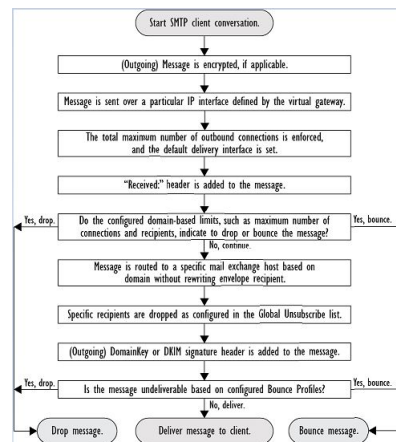 Start SMTP client conversation.
(Outgoing) Message is encrypted, if applicable.
Message is sent over a particular IP interface defined by the virtual gateway.
The total maximum number of outbound connections is enforced,
and the default delivery interface is set.
"Received:" header is added to the message.
Yes, drop.
Do the configured domain-based limits, such as maximum number of
connections and recipients, indicate to drop or bounce the message?
Yes, bounce.
No, continue.
Message is routed to a specific mail exchange host based on
domain without rewriting envelope recipient.
Specific recipients are dropped as configured in the Global Unsubscribe list.
(Outgoing) DomainKey or DKIM signature header is added to the message.
Yes, drop.
Is the message undeliverable based on configured Bounce Profiles?
Yes, bounce.
No, deliver.
Drop message.
Deliver message to client.
Bounce message.